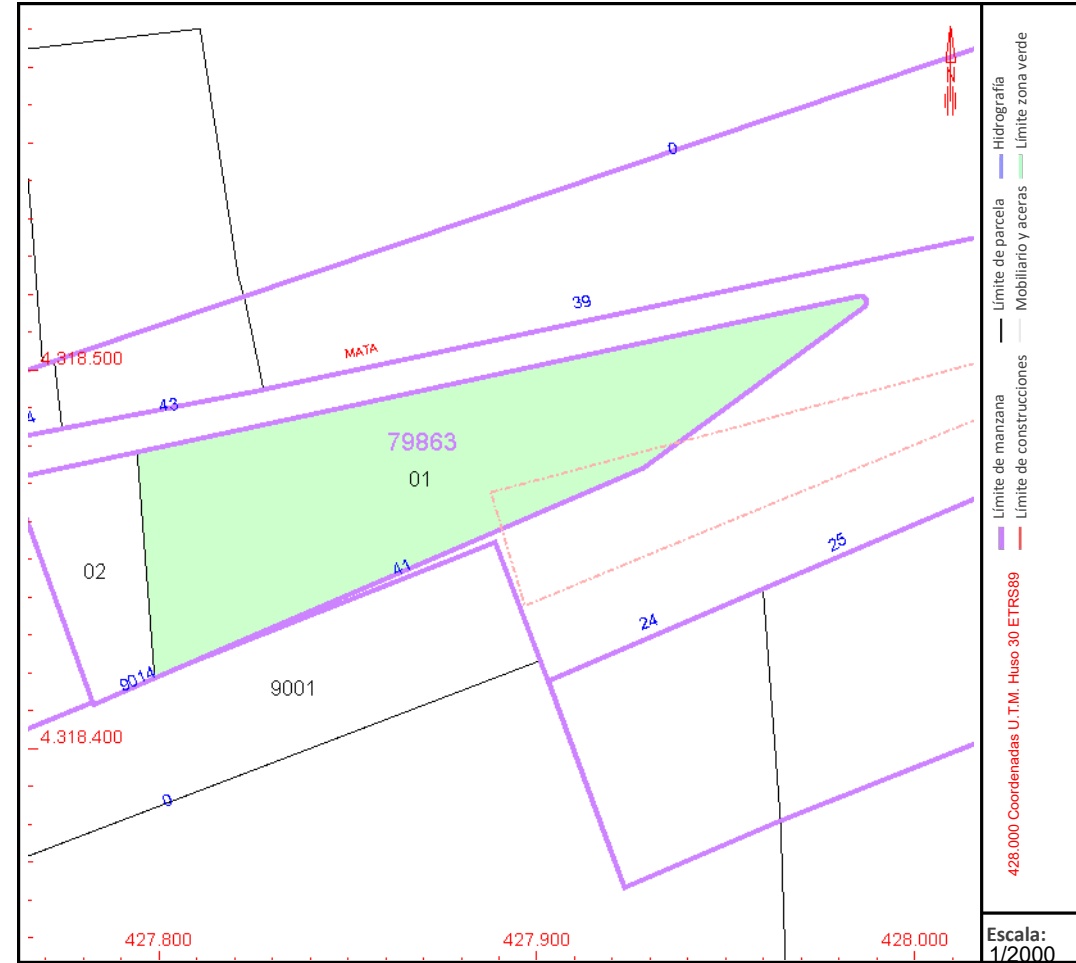 N
0
39
MATA
4.318.500
43
4
79863
01
02
41
25
24
9014
9001
4.318.400
0
427.800
427.900
428.000
Límite de manzana
Límite de parcela
Hidrografía
Límite de construcciones
Mobiliario y aceras
Límite zona verde
428.000 Coordenadas U.T.M. Huso 30 ETRS89
Escala:
1/2000